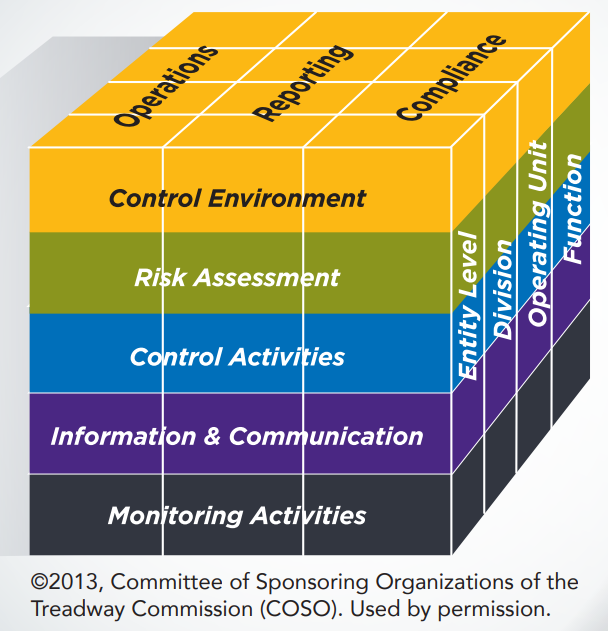 Operations
Reporting
Compliance
Control Environment
Risk Assessment
Control Activities
Information & Communication
Monitoring Activities
Entity Level
Division
Operating Unit
Function
©2013, Committee of Sponsoring Organizations of the
Treadway Commission (COSO). Used by permission.